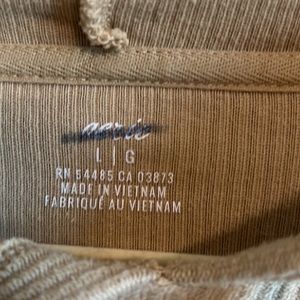 aerie
L | G
RN 54485 CA 03873
MADE IN VIETNAM
FABRIQUÉ AU VIETNAM